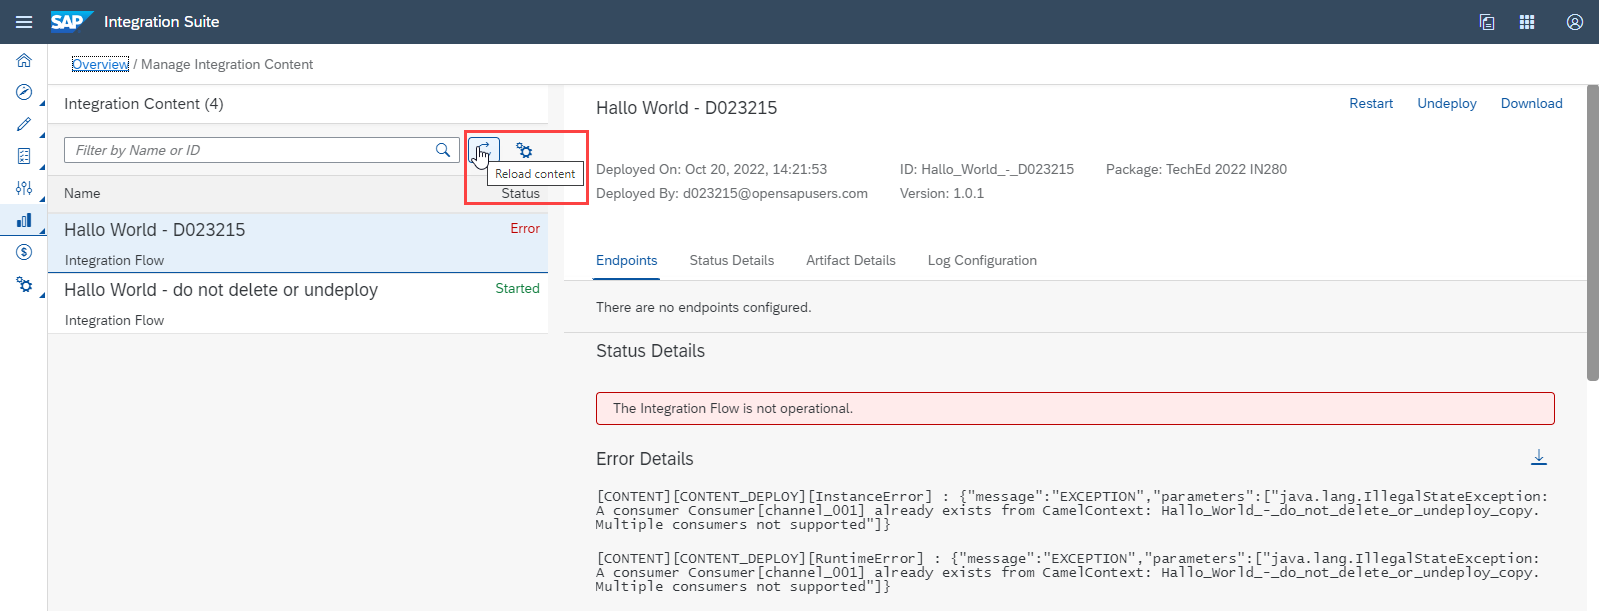 SAP Integration Suite
Overview / Manage Integration Content
Integration Content (4)
Filter by Name or ID
Reload content
Name Status
Hallo World - D023215 Error
Integration Flow
Hallo World - do not delete or undeploy Started
Integration Flow
Hallo World - D023215 Restart Undeploy Download
Deployed On: Oct 20, 2022, 14:21:53 ID: Hallo_World_-_D023215 Package: TechEd 2022 IN280
Deployed By: d023215@opensapusers.com Version: 1.0.1
Endpoints Status Details Artifact Details Log Configuration
There are no endpoints configured.
Status Details
The Integration Flow is not operational.
Error Details
[CONTENT][CONTENT_DEPLOY][InstanceError] : {"message":"EXCEPTION","parameters":["java.lang.IllegalStateException:
A consumer Consumer[channel_001] already exists from CamelContext: Hallo_World_-_do_not_delete_or_undeploy_copy.
Multiple consumers not supported"]}
[CONTENT][CONTENT_DEPLOY][RuntimeError] : {"message":"EXCEPTION","parameters":["java.lang.IllegalStateException:
A consumer Consumer[channel_001] already exists from CamelContext: Hallo_World_-_do_not_delete_or_undeploy_copy.
Multiple consumers not supported"]}